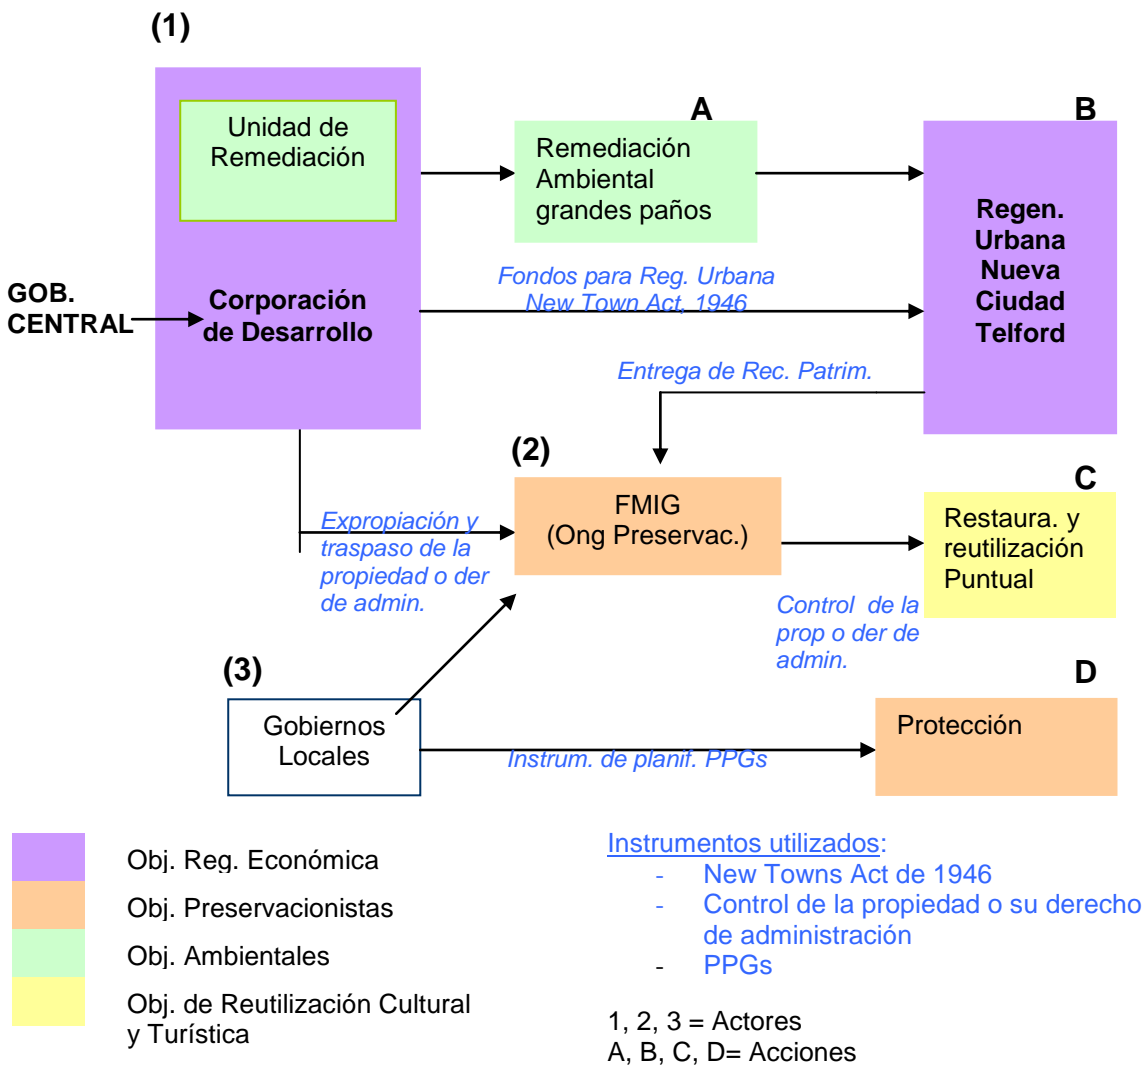 (1)
Unidad de
Remediación
A
Remediación
Ambiental
grandes paños
B
Regen.
Urbana
Nueva
Ciudad
Telford
GOB.
CENTRAL
Corporación
de Desarrollo
Fondos para Reg. Urbana
New Town Act, 1946
Entrega de Rec. Patrim.
(2)
FMIG
(Ong Preservac.)
C
Restaura. y
reutilización
Puntual
Expropiación y
traspaso de la
propiedad o der
de admin.
Control de la
prop o der de
admin.
(3)
Gobiernos
Locales
Instrum. de planif. PPGs
D
Protección
Obj. Reg. Económica
Obj. Preservacionistas
Obj. Ambientales
Obj. de Reutilización Cultural
y Turística
Instrumentos utilizados:
- New Towns Act de 1946
- Control de la propiedad o su derecho
de administración
- PPGs
1, 2, 3 = Actores
A, B, C, D= Acciones